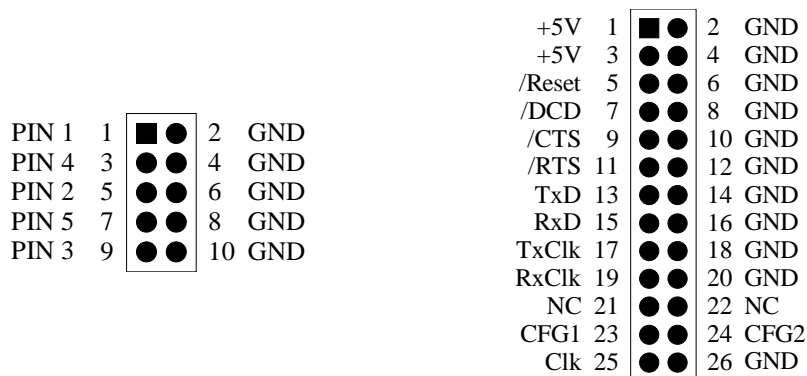 PIN 1 1 2 GND
PIN 4 3 4 GND
PIN 2 5 6 GND
PIN 5 7 8 GND
PIN 3 9 10 GND
+5V 1 2 GND
+5V 3 4 GND
/Reset 5 6 GND
/DCD 7 8 GND
/CTS 9 10 GND
/RTS 11 12 GND
TxD 13 14 GND
RxD 15 16 GND
TxClk 17 18 GND
RxClk 19 20 GND
NC 21 22 NC
CFG1 23 24 CFG2
Clk 25 26 GND